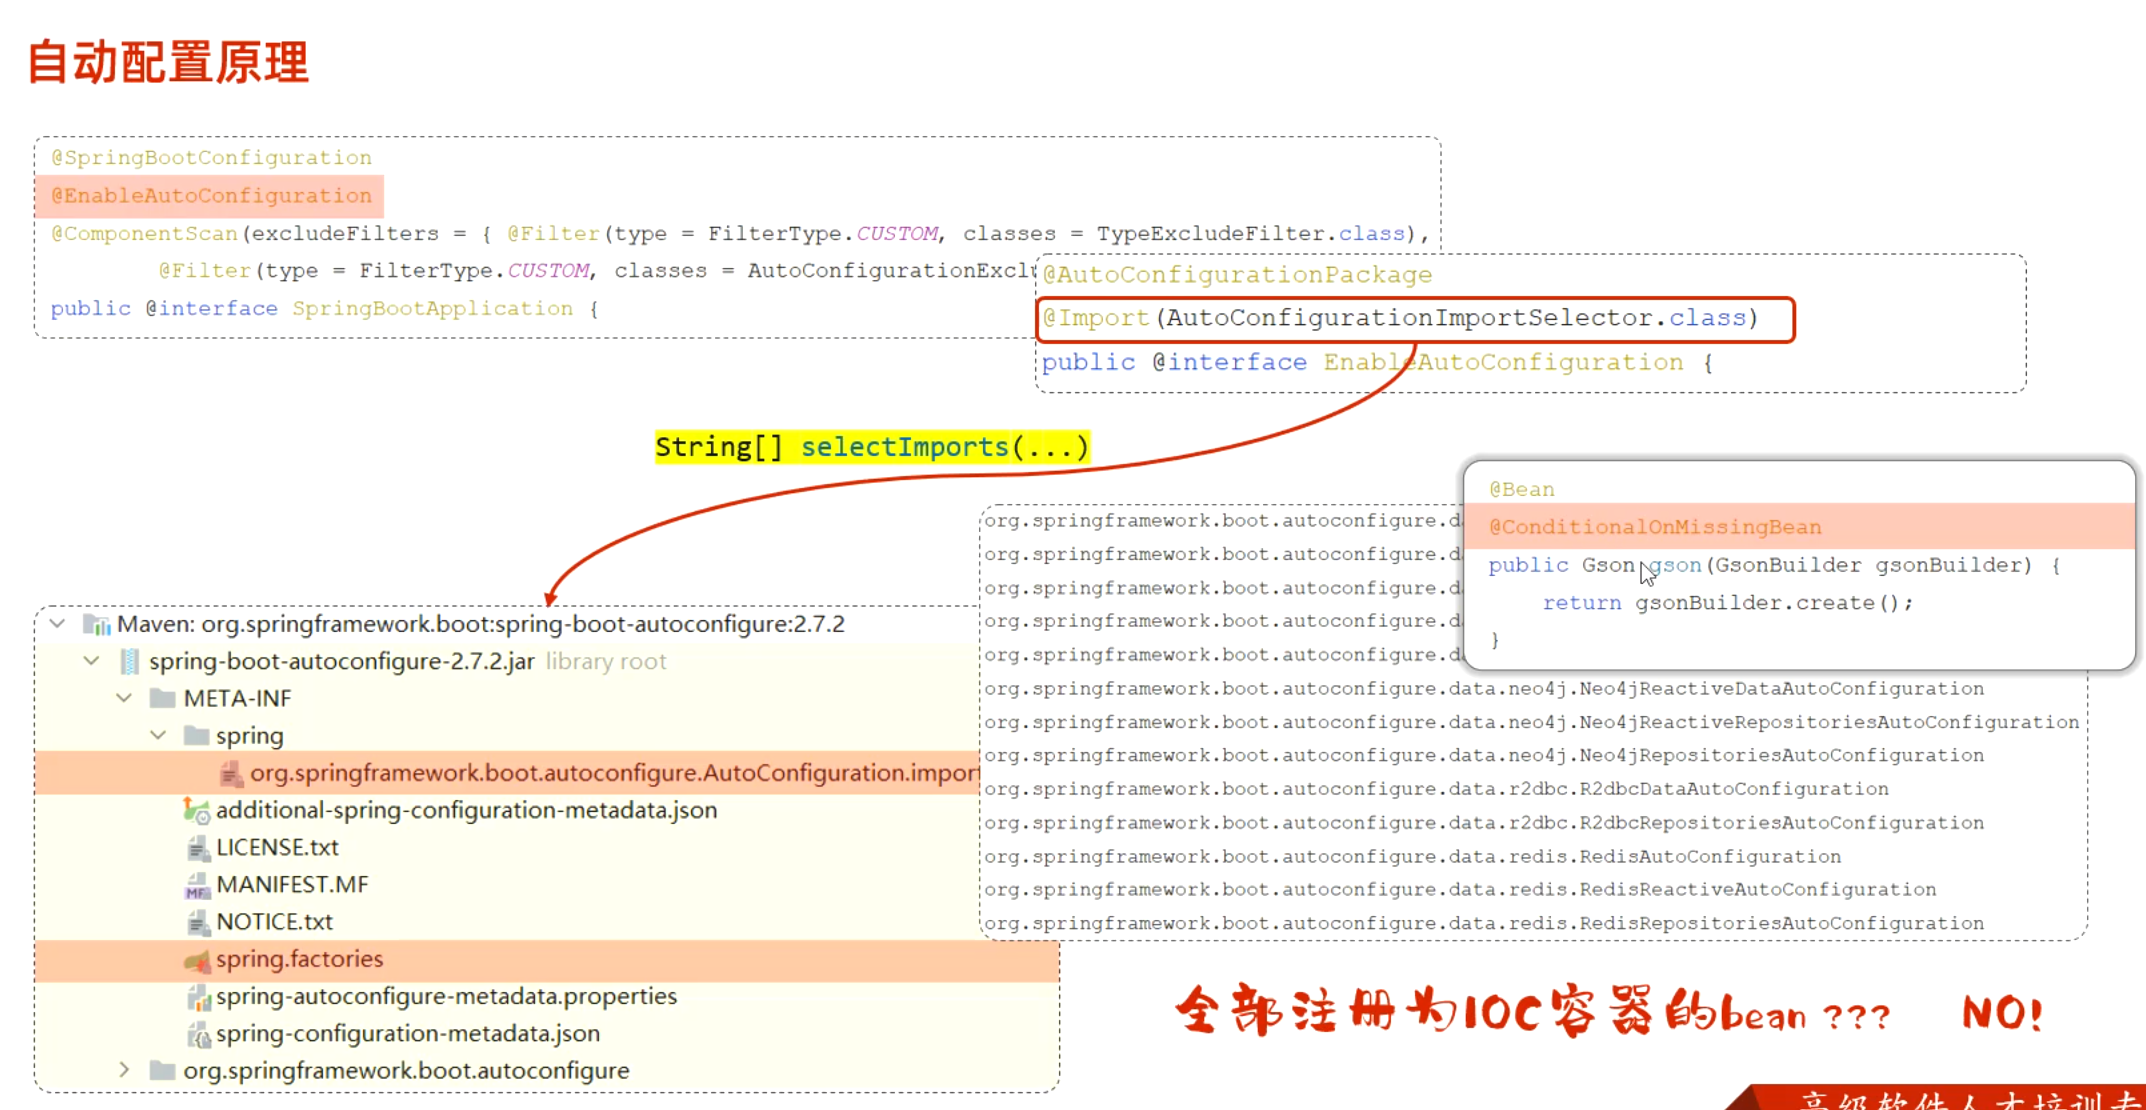 自动配置原理
@SpringBootConfiguration
@EnableAutoConfiguration
@ComponentScan(excludeFilters = { @Filter(type = FilterType.CUSTOM, classes = TypeExcludeFilter.class),
@Filter(type = FilterType.CUSTOM, classes = AutoConfigurationExcl
public @interface SpringBootApplication {
@AutoConfigurationPackage
@Import(AutoConfigurationImportSelector.class)
public @interface EnableAutoConfiguration {
String[] selectImports(...)
@Bean
@ConditionalOnMissingBean
public Gson gson(GsonBuilder gsonBuilder) {
return gsonBuilder.create();
}
org.springframework.boot.autoconfigure.d
org.springframework.boot.autoconfigure.d
org.springframework.boot.autoconfigure.d
org.springframework.boot.autoconfigure.d
org.springframework.boot.autoconfigure.d
org.springframework.boot.autoconfigure.data.neo4j.Neo4jReactiveDataAutoConfiguration
org.springframework.boot.autoconfigure.data.neo4j.Neo4jReactiveRepositoriesAutoConfiguration
org.springframework.boot.autoconfigure.data.neo4j.Neo4jRepositoriesAutoConfiguration
org.springframework.boot.autoconfigure.data.r2dbc.R2dbcDataAutoConfiguration
org.springframework.boot.autoconfigure.data.r2dbc.R2dbcRepositoriesAutoConfiguration
org.springframework.boot.autoconfigure.data.redis.RedisAutoConfiguration
org.springframework.boot.autoconfigure.data.redis.RedisReactiveAutoConfiguration
org.springframework.boot.autoconfigure.data.redis.RedisRepositoriesAutoConfiguration
Maven: org.springframework.boot:spring-boot-autoconfigure:2.7.2
spring-boot-autoconfigure-2.7.2.jar library root
META-INF
spring
org.springframework.boot.autoconfigure.AutoConfiguration.import
additional-spring-configuration-metadata.json
LICENSE.txt
MANIFEST.MF
NOTICE.txt
spring.factories
spring-autoconfigure-metadata.properties
spring-configuration-metadata.json
org.springframework.boot.autoconfigure
全部注册为IOC容器的bean ??? NO!
高级软件人才培训专